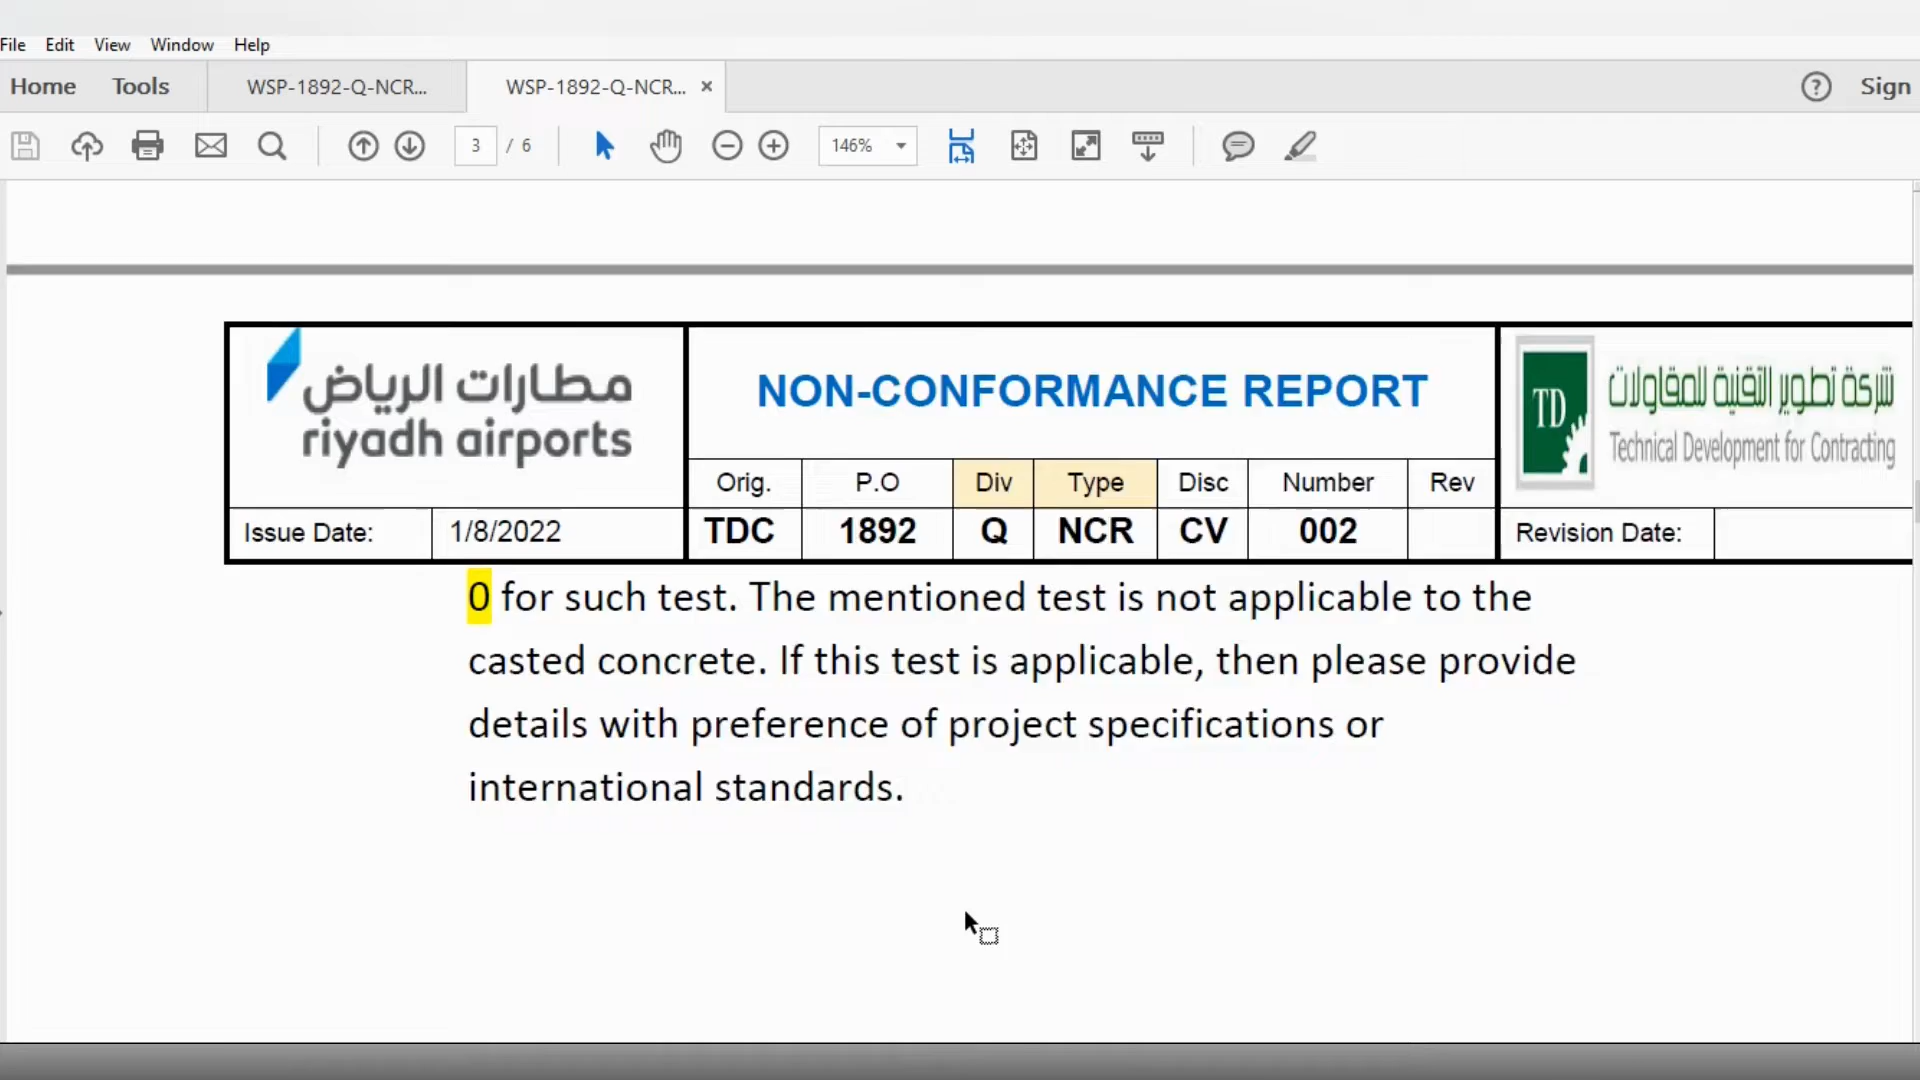 File Edit View Window Help
Home Tools WSP-1892-Q-NCR... WSP-1892-Q-NCR... × ? Sign
3 / 6 146%
مطارات الرياض
riyadh airports
NON-CONFORMANCE REPORT
TD
شركة تطوير التقنية للمقاولات
Technical Development for Contracting
Orig. P.O Div Type Disc Number Rev
Issue Date: 1/8/2022 TDC 1892 Q NCR CV 002 Revision Date:
0 for such test. The mentioned test is not applicable to the
casted concrete. If this test is applicable, then please provide
details with preference of project specifications or
international standards.